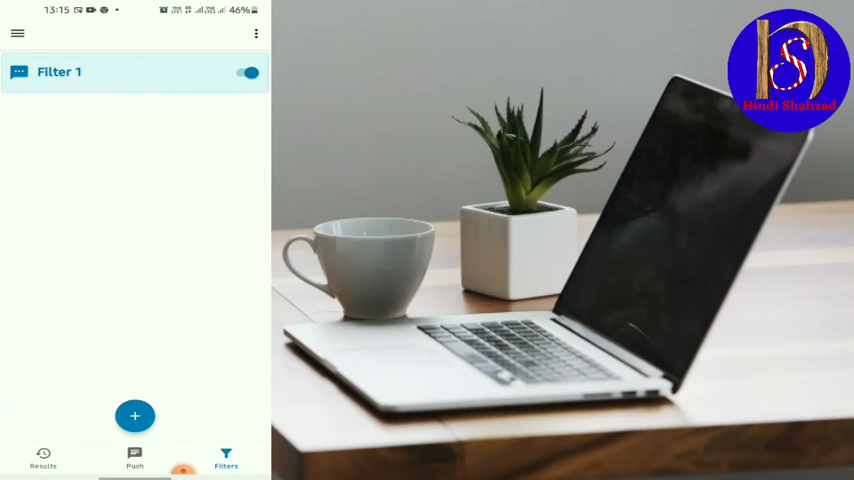 13:15
46%
Filter 1
Results
Push
Filters
Hindi Shahzad